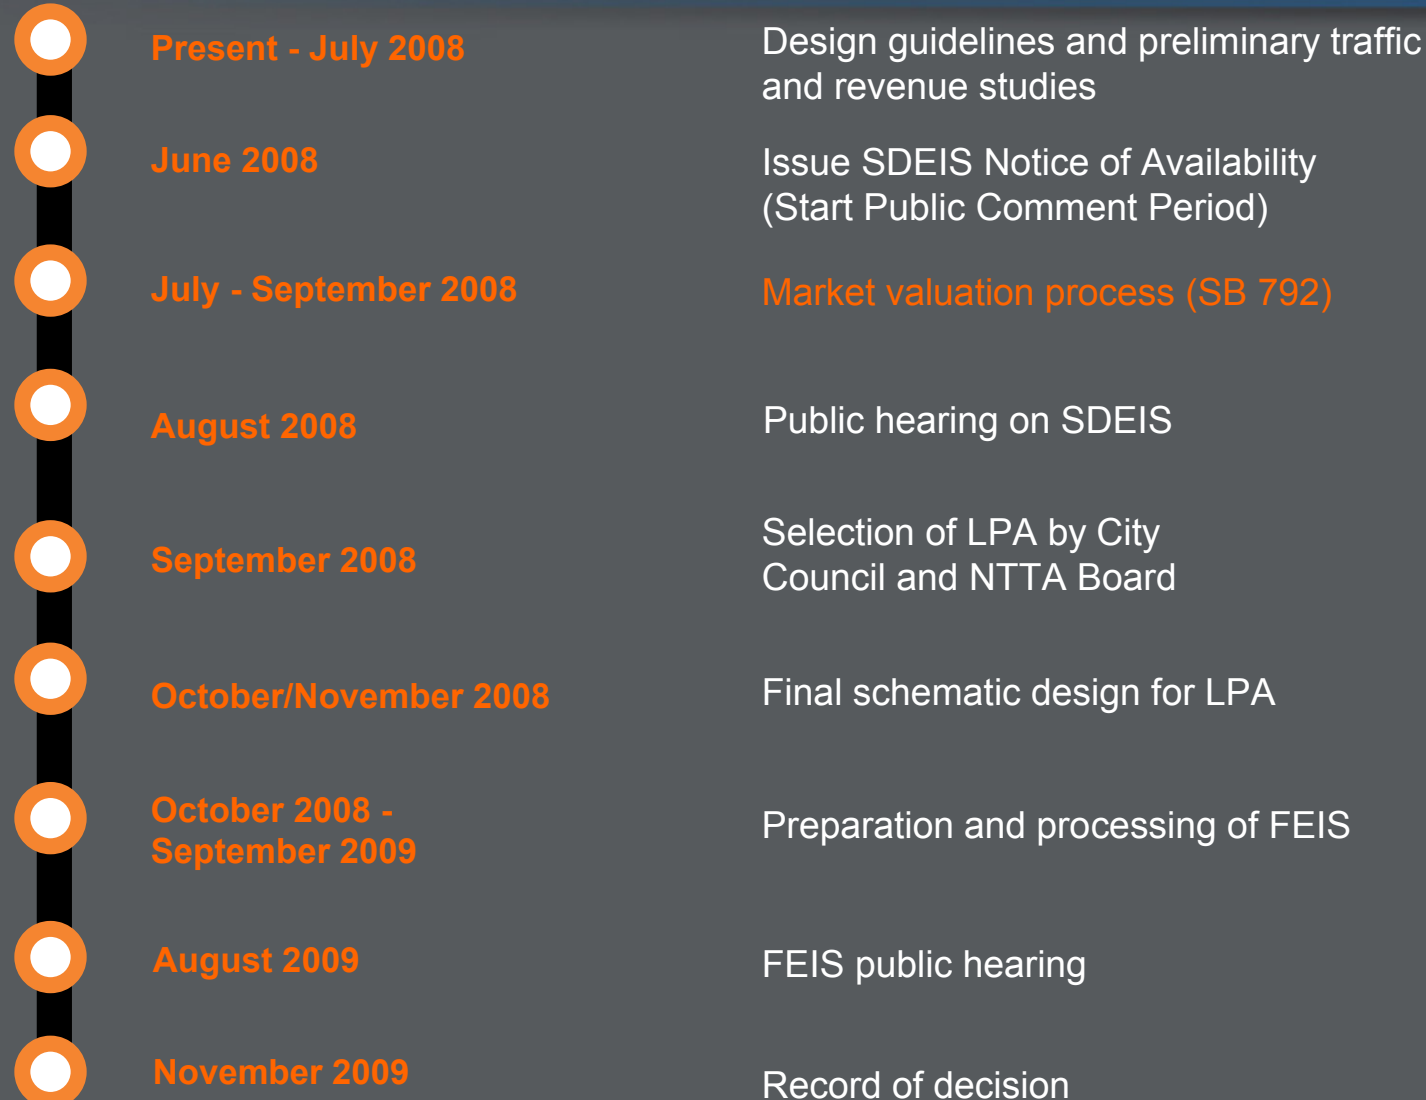 Present - July 2008
Design guidelines and preliminary traffic
and revenue studies
June 2008
Issue SDEIS Notice of Availability
(Start Public Comment Period)
July - September 2008
Market valuation process (SB 792)
August 2008
Public hearing on SDEIS
September 2008
Selection of LPA by City
Council and NTTA Board
October/November 2008
Final schematic design for LPA
October 2008 -
September 2009
Preparation and processing of FEIS
August 2009
FEIS public hearing
November 2009
Record of decision